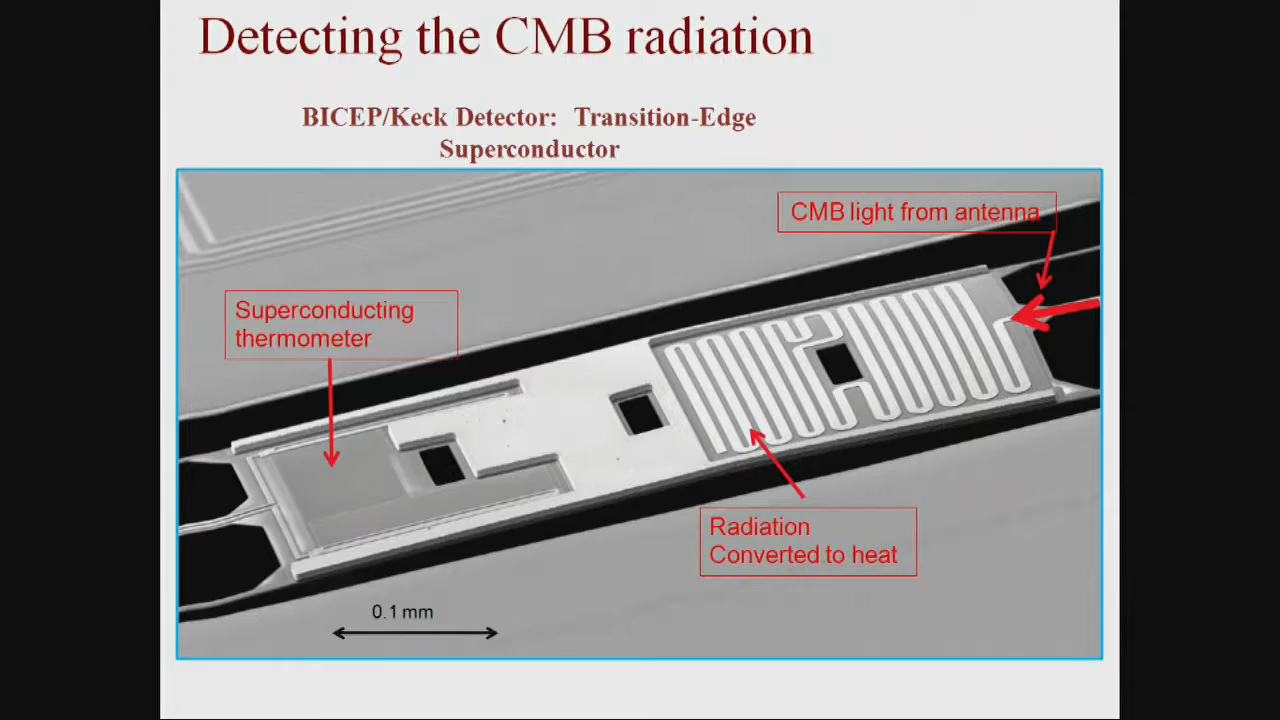 Detecting the CMB radiation
BICEP/Keck Detector: Transition-Edge
Superconductor
CMB light from antenna
Superconducting
thermometer
Radiation
Converted to heat
0.1 mm